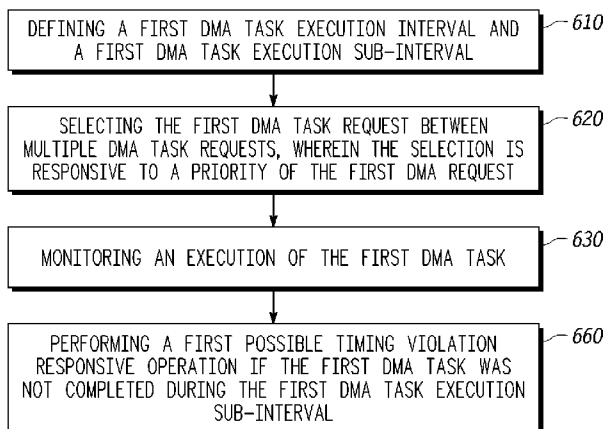 DEFINING A FIRST DMA TASK EXECUTION INTERVAL AND
A FIRST DMA TASK EXECUTION SUB-INTERVAL
610
SELECTING THE FIRST DMA TASK REQUEST BETWEEN
MULTIPLE DMA TASK REQUESTS, WHEREIN THE SELECTION IS
RESPONSIVE TO A PRIORITY OF THE FIRST DMA REQUEST
620
MONITORING AN EXECUTION OF THE FIRST DMA TASK
630
PERFORMING A FIRST POSSIBLE TIMING VIOLATION
RESPONSIVE OPERATION IF THE FIRST DMA TASK WAS
NOT COMPLETED DURING THE FIRST DMA TASK EXECUTION
SUB-INTERVAL
660